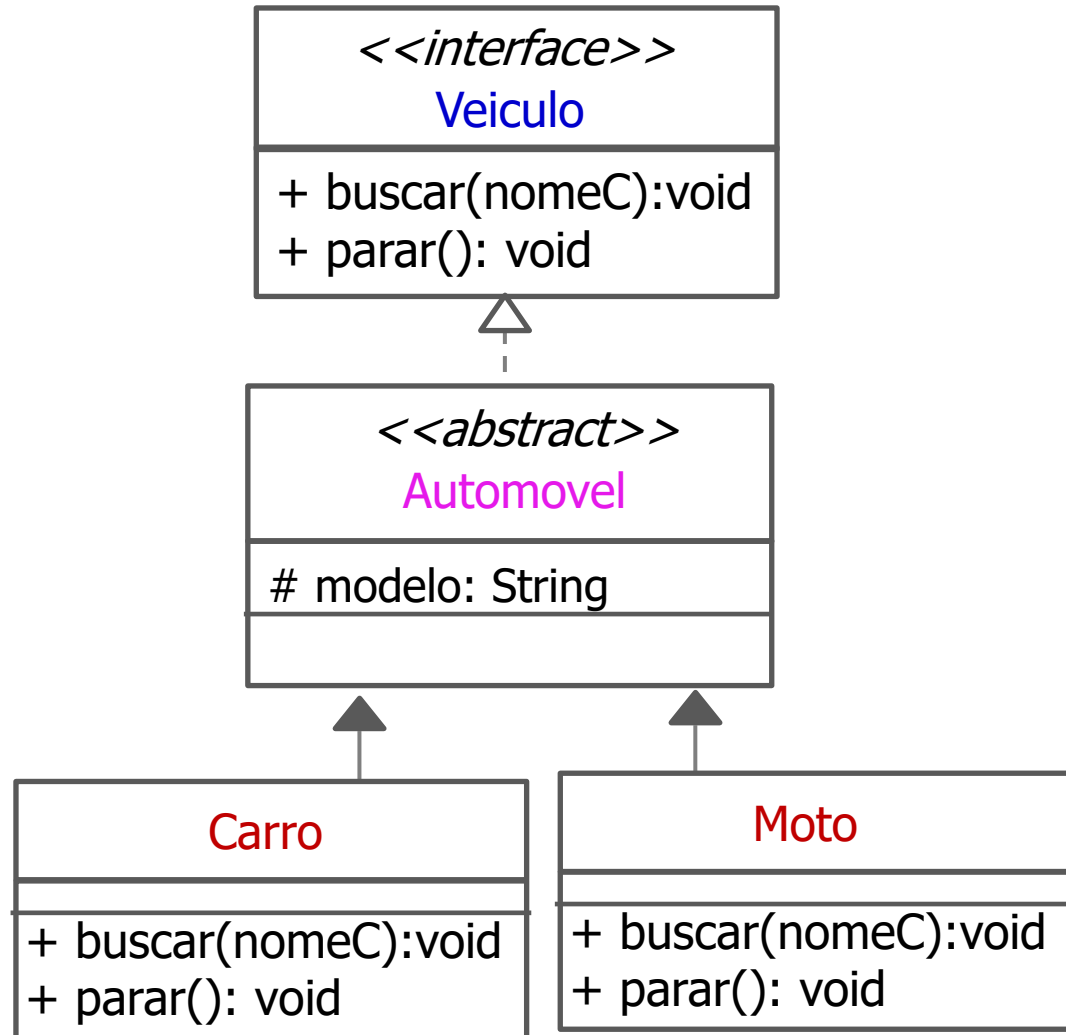 <<interface>>
Veiculo
+ buscar(nomeC):void
+ parar(): void
<<abstract>>
Automovel
# modelo: String
Carro
+ buscar(nomeC):void
+ parar(): void
Moto
+ buscar(nomeC):void
+ parar(): void